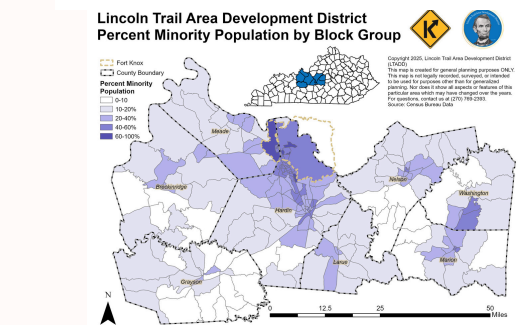 Lincoln Trail Area Development District
Percent Minority Population by Block Group
Copyright 2025, Lincoln Trail Area Development District
(LTADD)
This map is created for general planning purposes ONLY.
This map is not legally recorded, surveyed, or intended
to be used for purposes other than for generalized
planning. Nor does it show all aspects or features of this
particular area which may have changed over the years.
For questions, contact us at (270) 769-2393.
Source: Census Bureau Data
Fort Knox
County Boundary
Percent Minority
Population
0-10
10-20%
20-40%
40-60%
60-100%
Meade
Breckinridge
Nelson
Washington
Hardin
Marion
Larue
Grayson
N
0 12.5 25 50
Miles
K